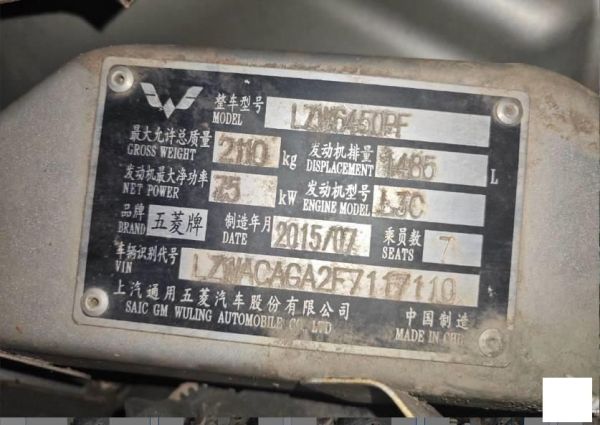 整车型号 LZW6450PF
MODEL
最大允许总质量 2110 kg 发动机排量 1485 L
GROSS WEIGHT DISPLACEMENT
发动机最大净功率 75 kW 发动机型号 L3C
NET POWER ENGINE MODEL
品牌 五菱牌 制造年月 2015/07 乘员数 7
BRAND DATE SEATS
车辆识别代号 LZWACAGA2F7117110
VIN
上汽通用五菱汽车股份有限公司 中国制造
SAIC GM WULING AUTOMOBILE CO LTD MADE IN